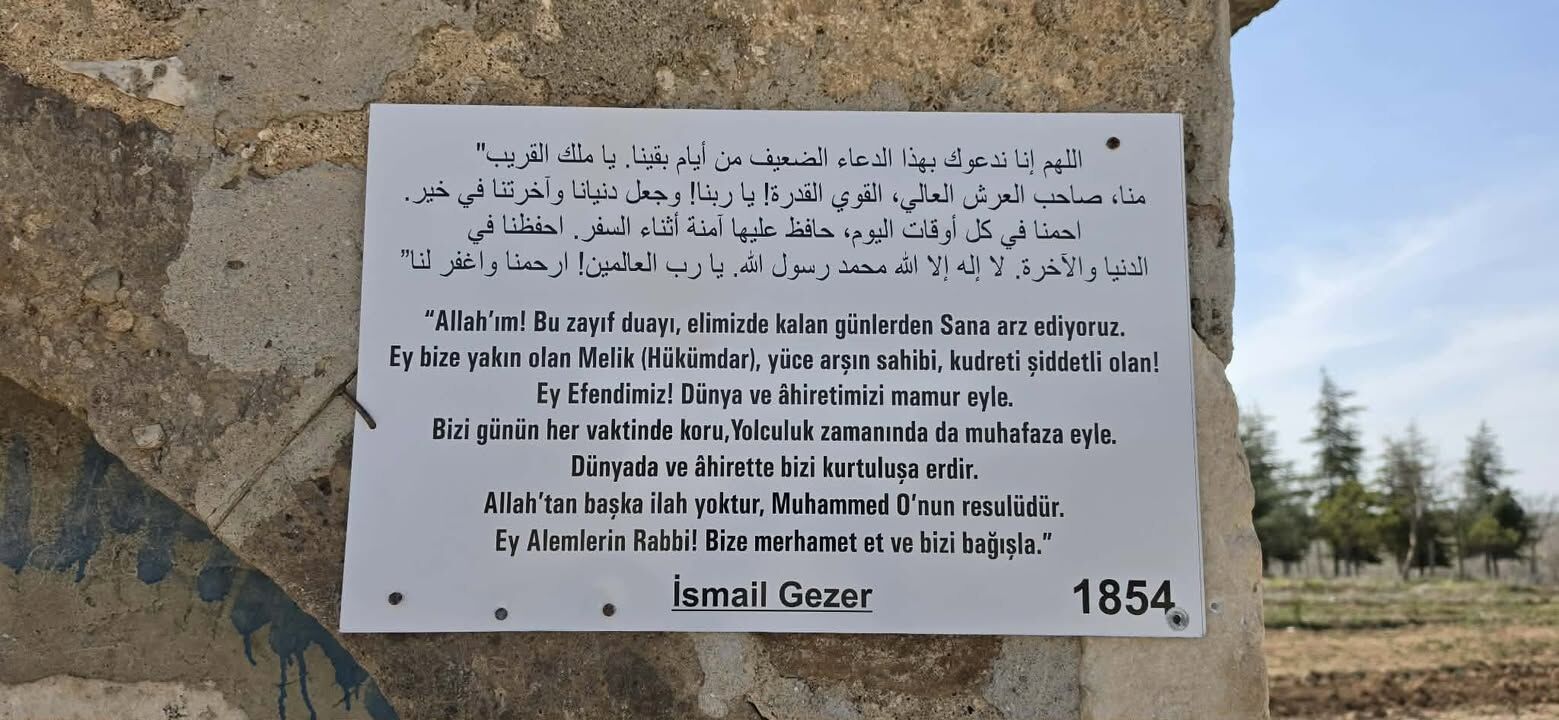 اللهم إنا ندعوك بهذا الدعاء الضعيف من أيام بقينا. يا ملك القريب"
منا، صاحب العرش العالي، القوي القدرة! يا ربنا! وجعل دنيانا وآخرتنا في خير.
احمنا في كل أوقات اليوم، حافظ عليها آمنة أثناء السفر. احفظنا في
الدنيا والآخرة. لا إله إلا الله محمد رسول الله. يا رب العالمين! ارحمنا واغفر لنا”
“Allah’ım! Bu zayıf duayı, elimizde kalan günlerden Sana arz ediyoruz.
Ey bize yakın olan Melik (Hükümdar), yüce arşın sahibi, kudreti şiddetli olan!
Ey Efendimiz! Dünya ve âhiretimizi mamur eyle.
Bizi günün her vaktinde koru,Yolculuk zamanında da muhafaza eyle.
Dünyada ve âhirette bizi kurtuluşa erdir.
Allah’tan başka ilah yoktur, Muhammed O’nun resulüdür.
Ey Alemlerin Rabbi! Bize merhamet et ve bizi bağışla.”
İsmail Gezer
1854